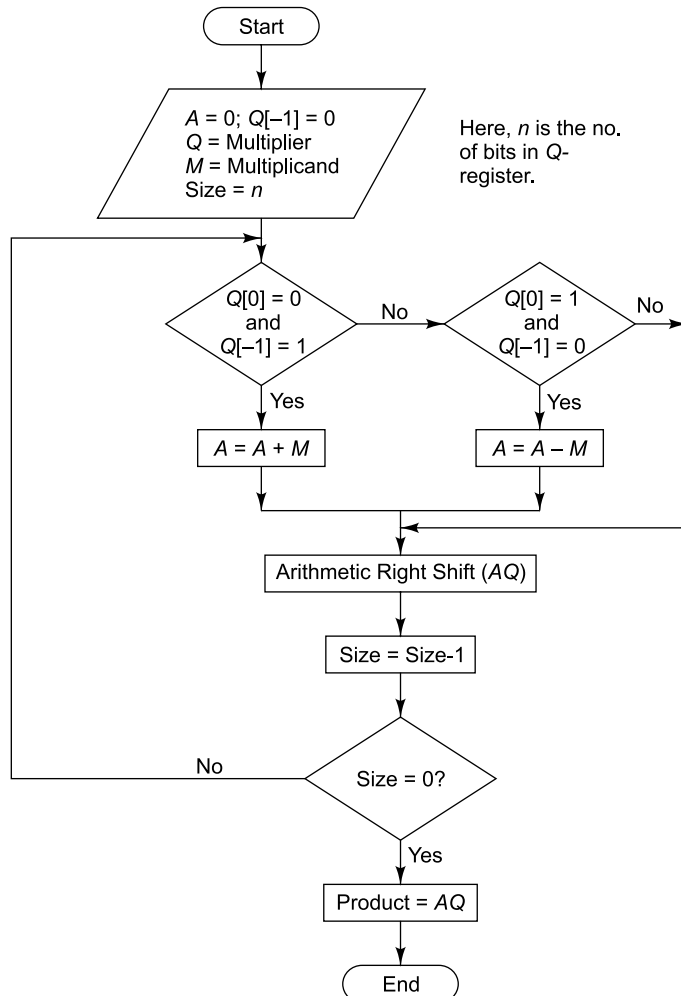 Start
A = 0; Q[–1] = 0
Q = Multiplier
M = Multiplicand
Size = n
Here, n is the no.
of bits in Q-
register.
Q[0] = 0
and
Q[–1] = 1
No
Q[0] = 1
and
Q[–1] = 0
No
Yes
Yes
A = A + M
A = A – M
Arithmetic Right Shift (AQ)
Size = Size-1
No
Size = 0?
Yes
Product = AQ
End